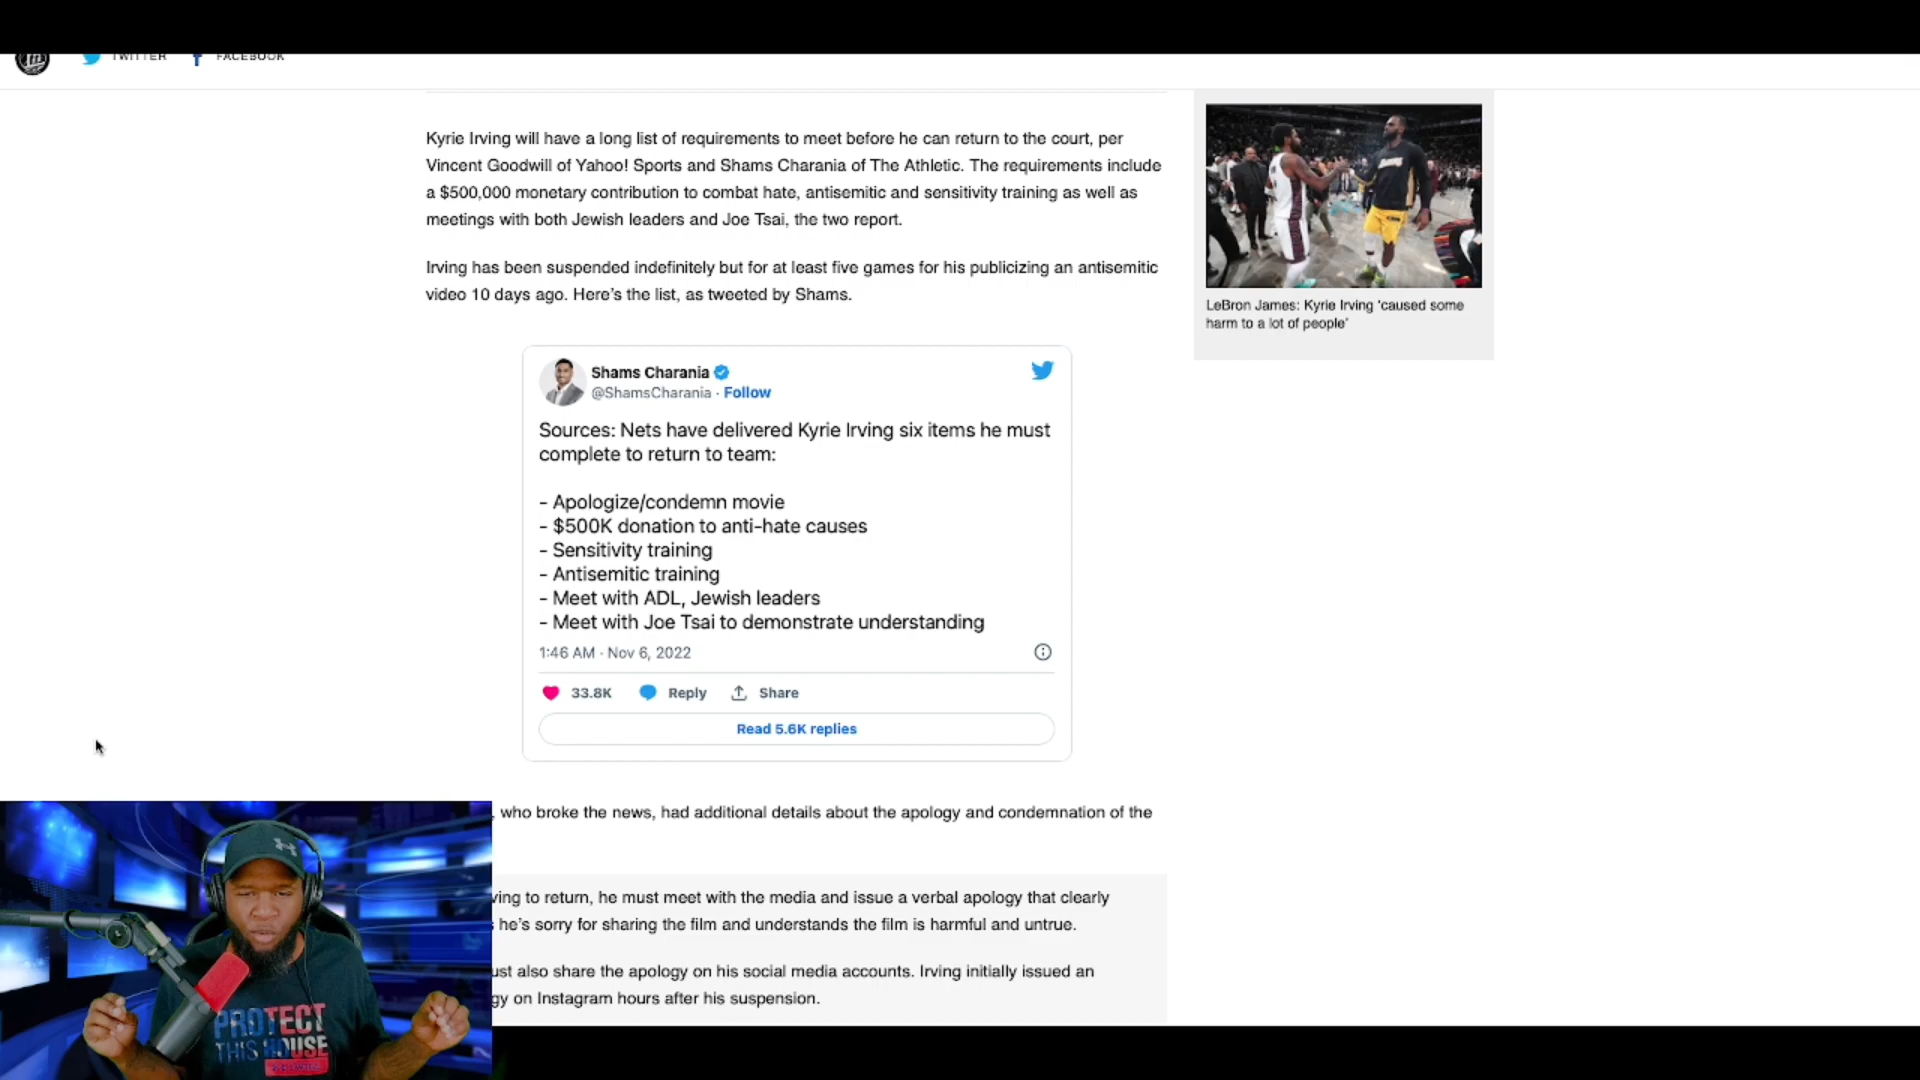 TWITTER
FACEBOOK
Kyrie Irving will have a long list of requirements to meet before he can return to the court, per
Vincent Goodwill of Yahoo! Sports and Shams Charania of The Athletic. The requirements include
a $500,000 monetary contribution to combat hate, antisemitic and sensitivity training as well as
meetings with both Jewish leaders and Joe Tsai, the two report.
Irving has been suspended indefinitely but for at least five games for his publicizing an antisemitic
video 10 days ago. Here's the list, as tweeted by Shams.
LeBron James: Kyrie Irving 'caused some
harm to a lot of people'
Shams Charania
@ShamsCharania · Follow
Sources: Nets have delivered Kyrie Irving six items he must
complete to return to team:
- Apologize/condemn movie
- $500K donation to anti-hate causes
- Sensitivity training
- Antisemitic training
- Meet with ADL, Jewish leaders
- Meet with Joe Tsai to demonstrate understanding
1:46 AM · Nov 6, 2022
33.8K Reply Share
Read 5.6K replies
, who broke the news, had additional details about the apology and condemnation of the
ving to return, he must meet with the media and issue a verbal apology that clearly
he's sorry for sharing the film and understands the film is harmful and untrue.
ust also share the apology on his social media accounts. Irving initially issued an
gy on Instagram hours after his suspension.
PROTECT
THIS HOUSE